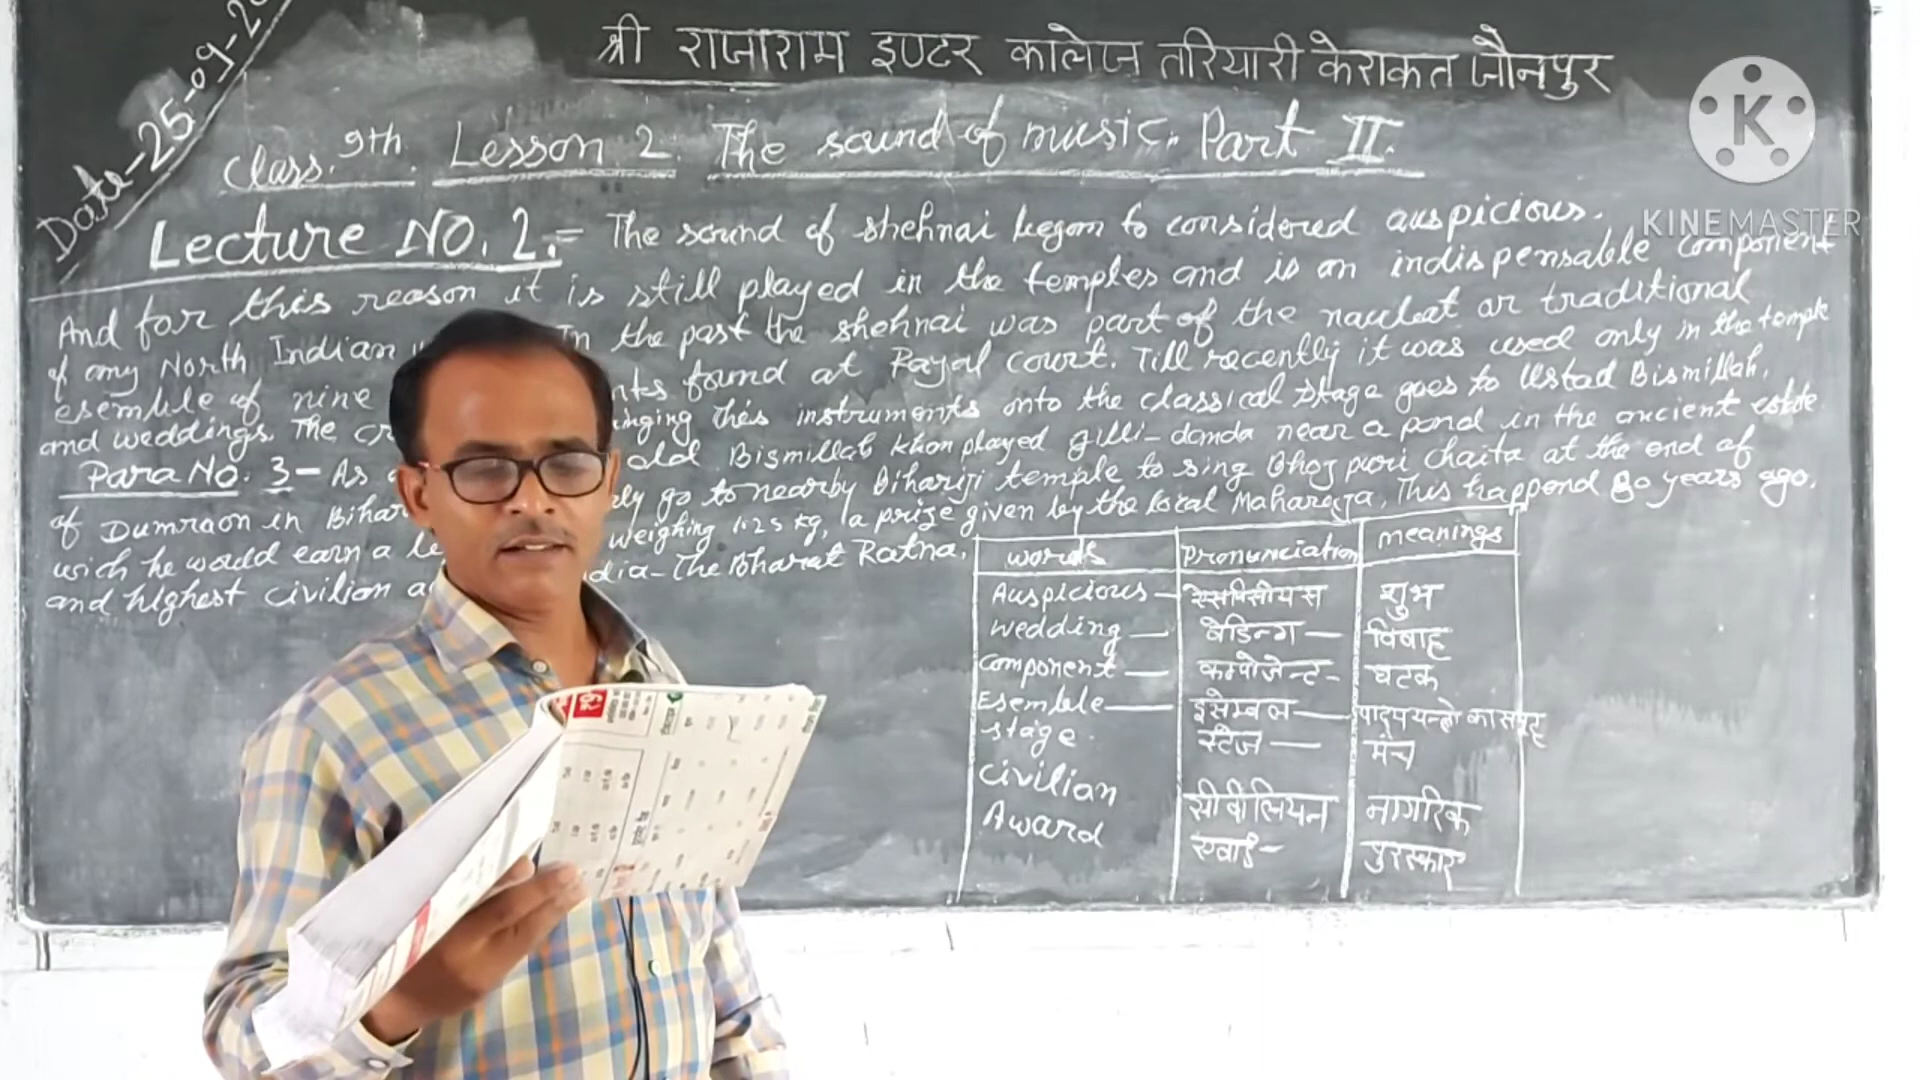 Date-25-09-20
श्री राजाराम इण्टर कालेज तरियारी केराकत जौनपुर
Class. 9th. Lesson 2. The sound of music. Part II.
K
KINEMASTER
Lecture NO. 2.= The sound of shehnai began to considered auspicious.
And for this reason it is still played in the temples and is an indispensable component
of any North Indian In the past the shehnai was part of the naubat or traditional
esemble of nine found at Royal court. Till recently it was used only in the temple
and weddings. The this instruments onto the classical stage goes to Ustad Bismillah.
Para No. 3 - As old Bismillah khan played gilli-danda near a pond in the ancient estate
of Dumraon in Bihar go to nearby Bihariji temple to sing Bhojpuri Chaita at the end of
wich he would earn a weighing 1.25 kg, a prize given by the local Maharaja, This happend 80 years ago,
and highest civilian The Bharat Ratna.
words pronunciation meanings
Auspicious - एसपिसीयस शुभ
Wedding - वेडिन्ग - विवाह
Component - कम्पोजेन्ट - घटक
Esemble - इसेम्बल -
stage. स्टेज - मंच
Civilian सीवीलियन नागरिक
Award एवार्ड - पुरस्कार